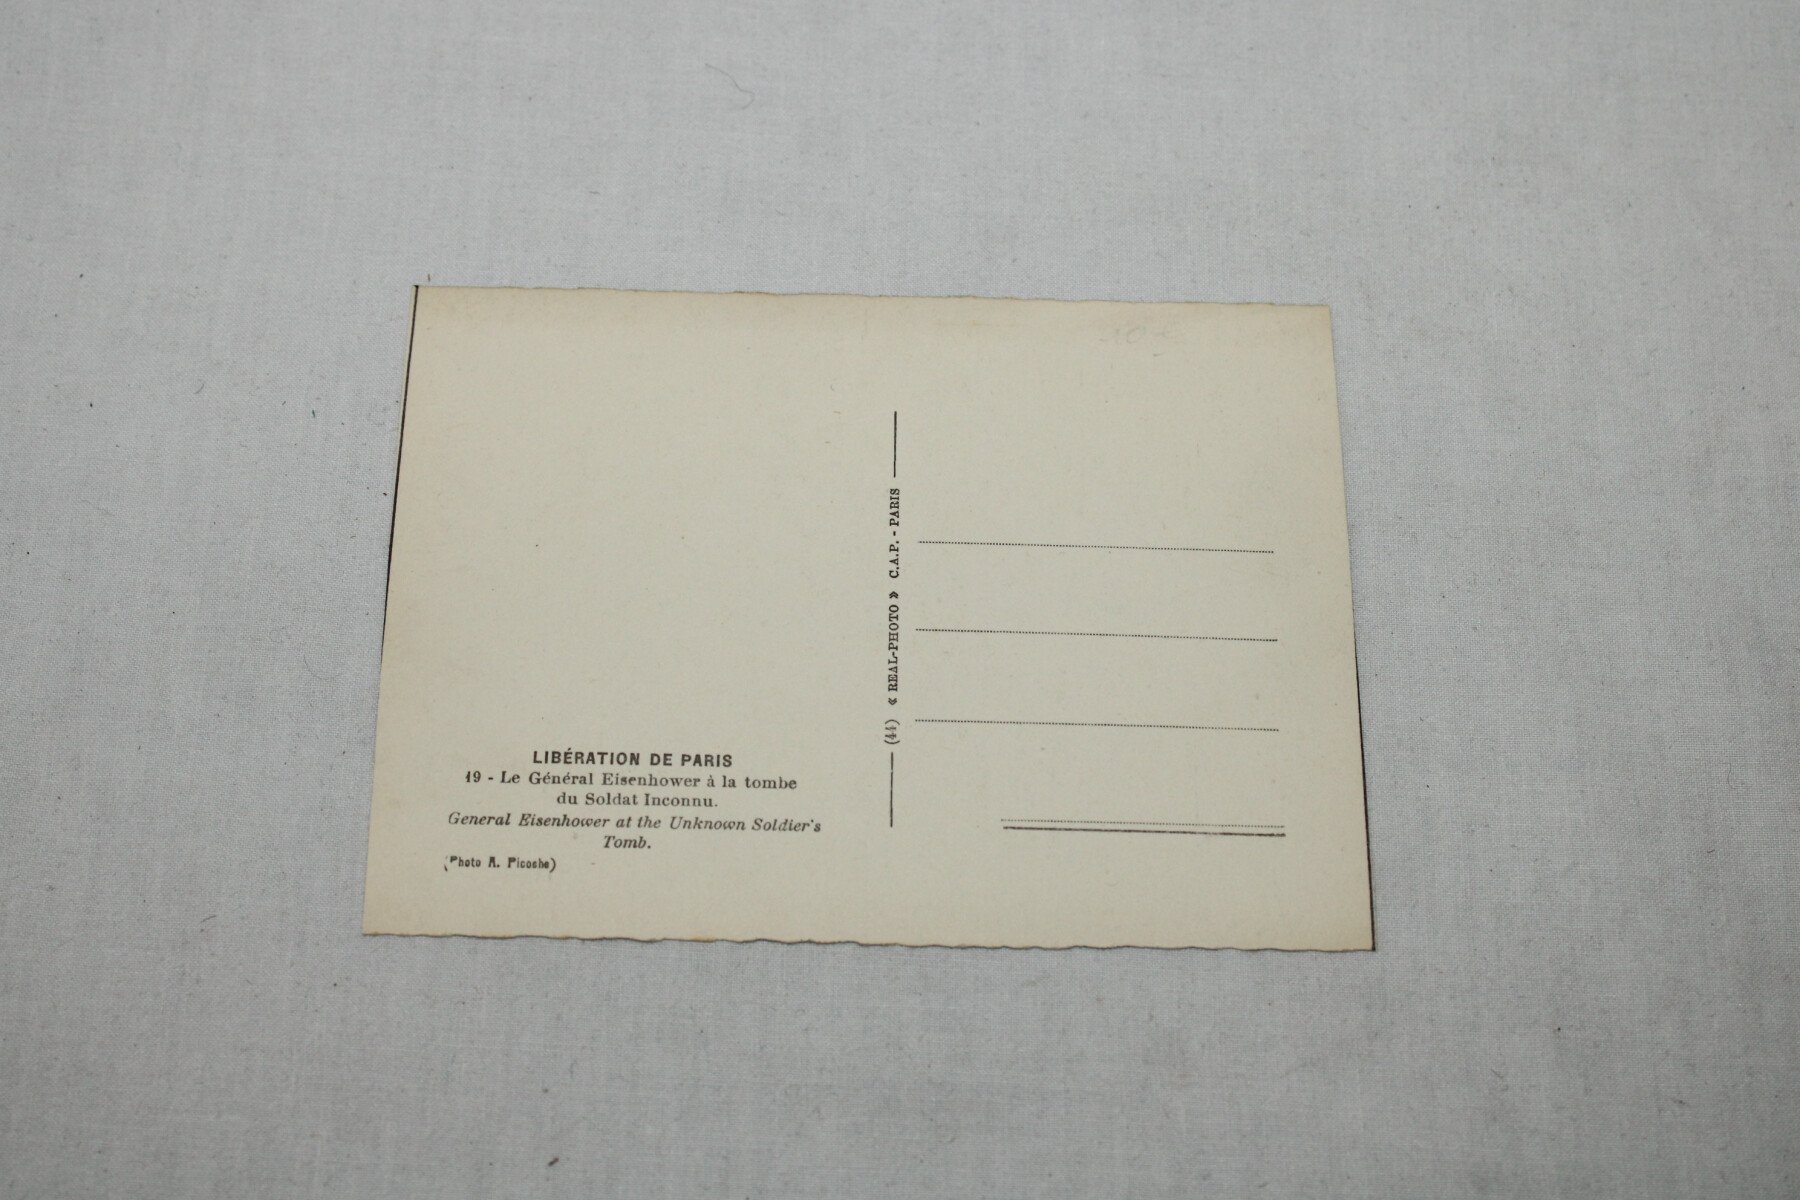 LIBÉRATION DE PARIS
19 - Le Général Eisenhower à la tombe
du Soldat Inconnu.
General Eisenhower at the Unknown Soldier's
Tomb.
(Photo A. Picoche)
(44) « REAL-PHOTO » C.A.P. - PARIS